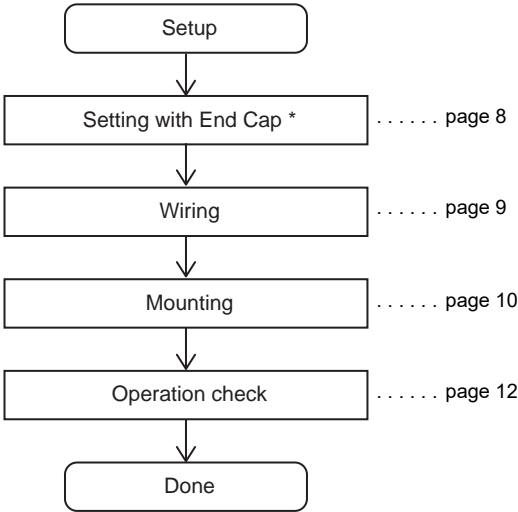 Setup
Setting with End Cap * . . . . . . page 8
Wiring . . . . . . page 9
Mounting . . . . . . page 10
Operation check . . . . . . page 12
Done